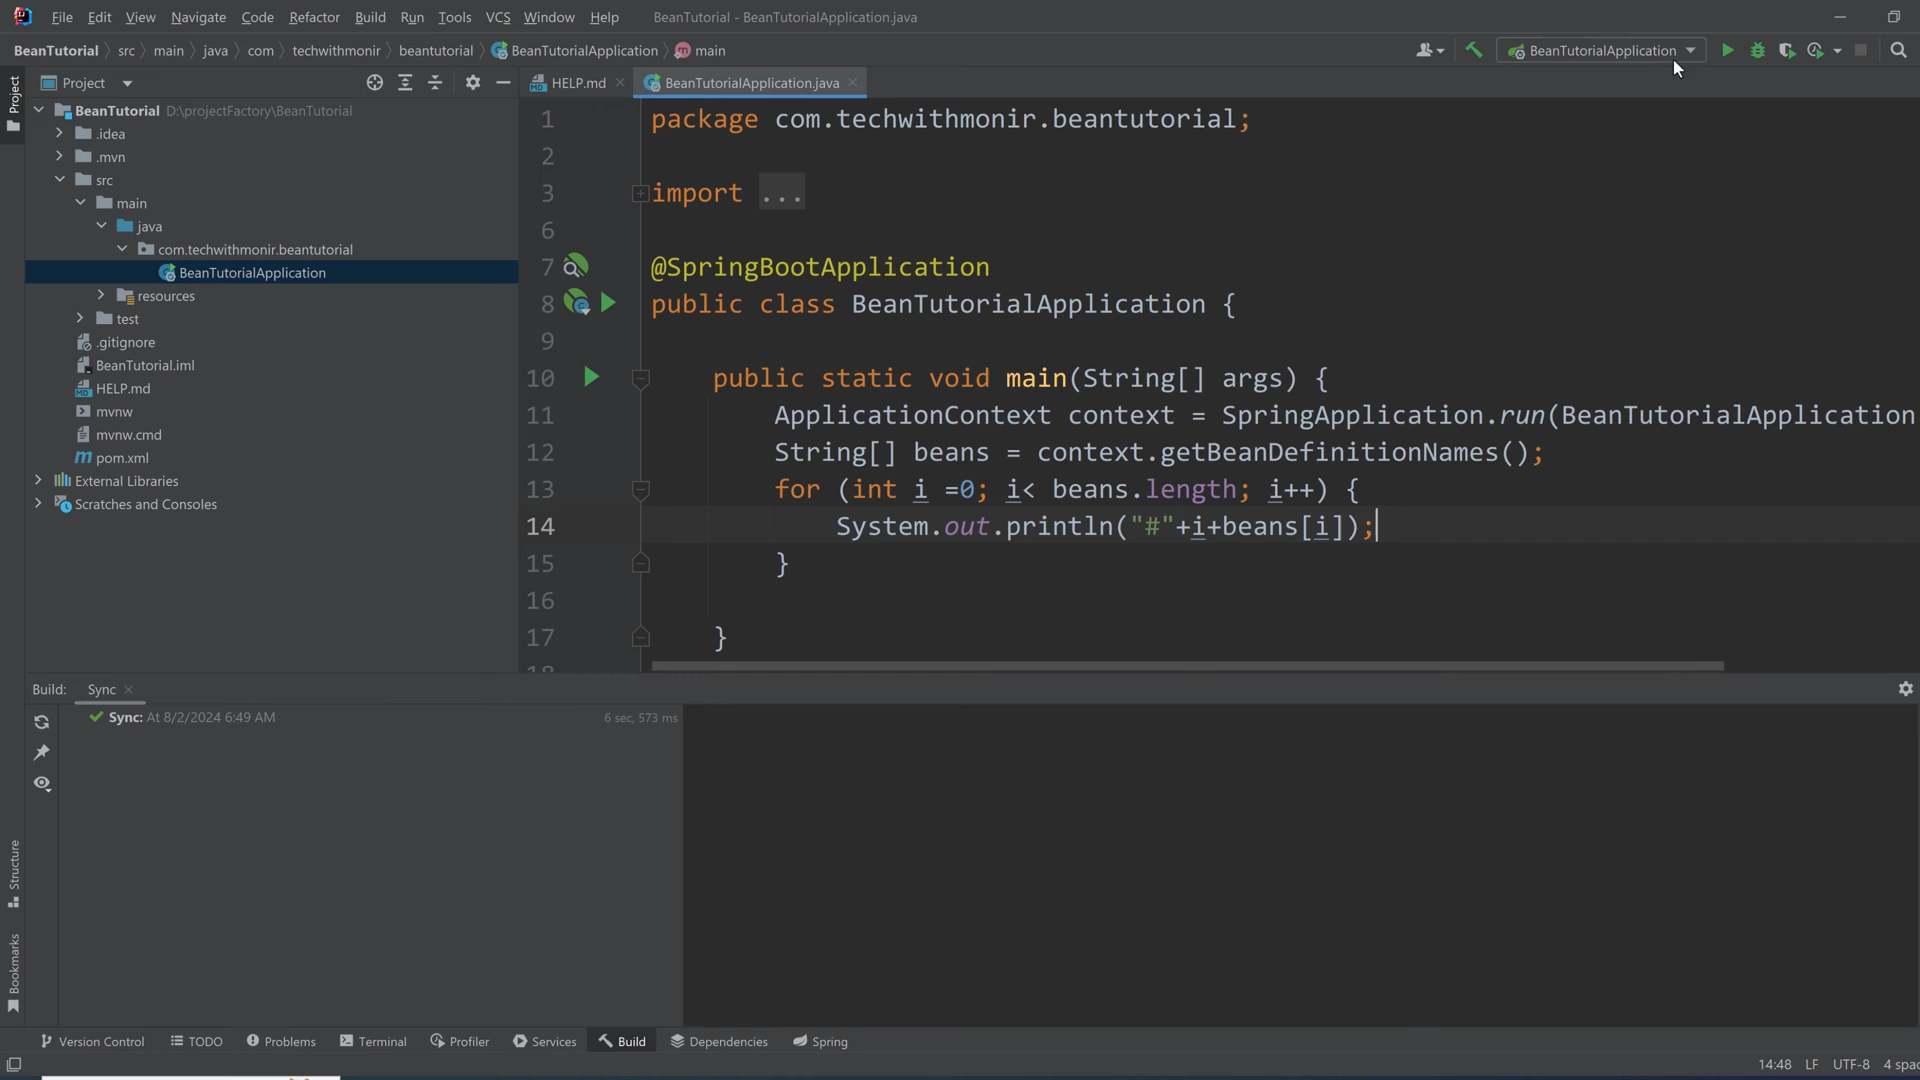 File Edit View Navigate Code Refactor Build Run Tools VCS Window Help BeanTutorial - BeanTutorialApplication.java
BeanTutorial src main java com techwithmonir beantutorial BeanTutorialApplication main BeanTutorialApplication
Project
Project
HELP.md
BeanTutorialApplication.java
BeanTutorial D:\projectFactory\BeanTutorial
.idea
.mvn
src
main
java
com.techwithmonir.beantutorial
BeanTutorialApplication
resources
test
.gitignore
BeanTutorial.iml
HELP.md
mvnw
mvnw.cmd
pom.xml
External Libraries
Scratches and Consoles
1 package com.techwithmonir.beantutorial;
2
3 import ...
6
7 @SpringBootApplication
8 public class BeanTutorialApplication {
9
10 public static void main(String[] args) {
11 ApplicationContext context = SpringApplication.run(BeanTutorialApplication
12 String[] beans = context.getBeanDefinitionNames();
13 for (int i =0; i< beans.length; i++) {
14 System.out.println("#"+i+beans[i]);
15 }
16
17 }
Build: Sync
Sync: At 8/2/2024 6:49 AM 6 sec, 573 ms
Structure
Bookmarks
Version Control TODO Problems Terminal Profiler Services Build Dependencies Spring
14:48 LF UTF-8 4 spac